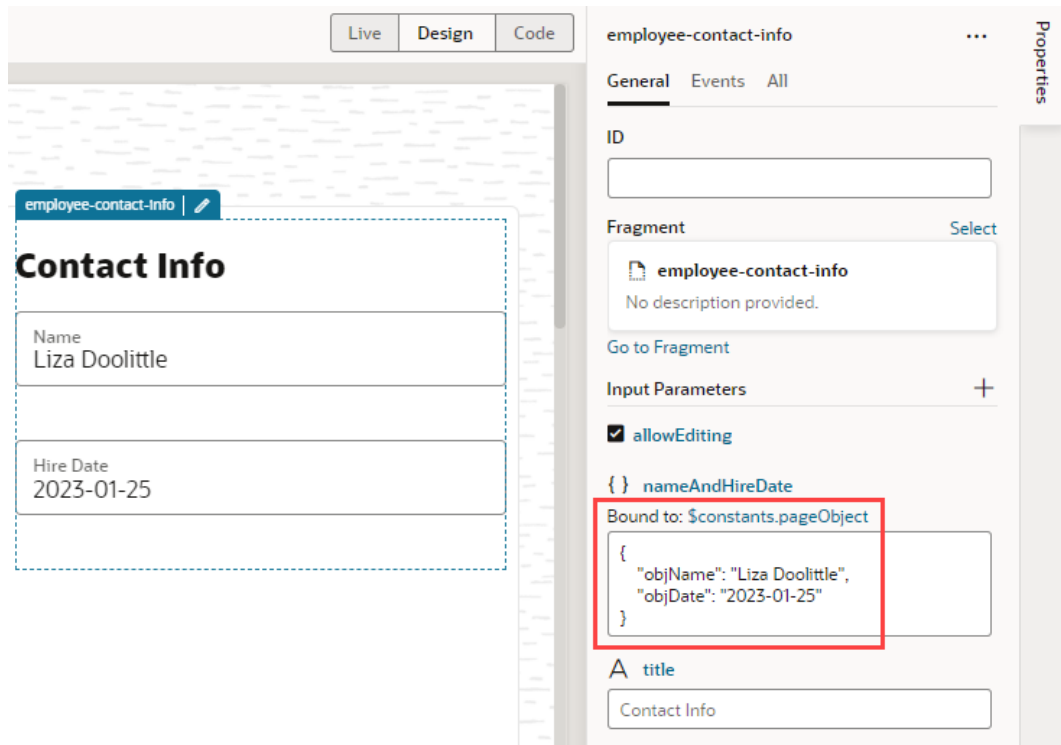 Live Design Code
employee-contact-Info
Contact Info
Name
Liza Doolittle
Hire Date
2023-01-25
employee-contact-info ...
General Events All
ID
Fragment Select
employee-contact-info
No description provided.
Go to Fragment
Input Parameters +
allowEditing
{ } nameAndHireDate
Bound to: $constants.pageObject
{
"objName": "Liza Doolittle",
"objDate": "2023-01-25"
}
A title
Contact Info
Properties